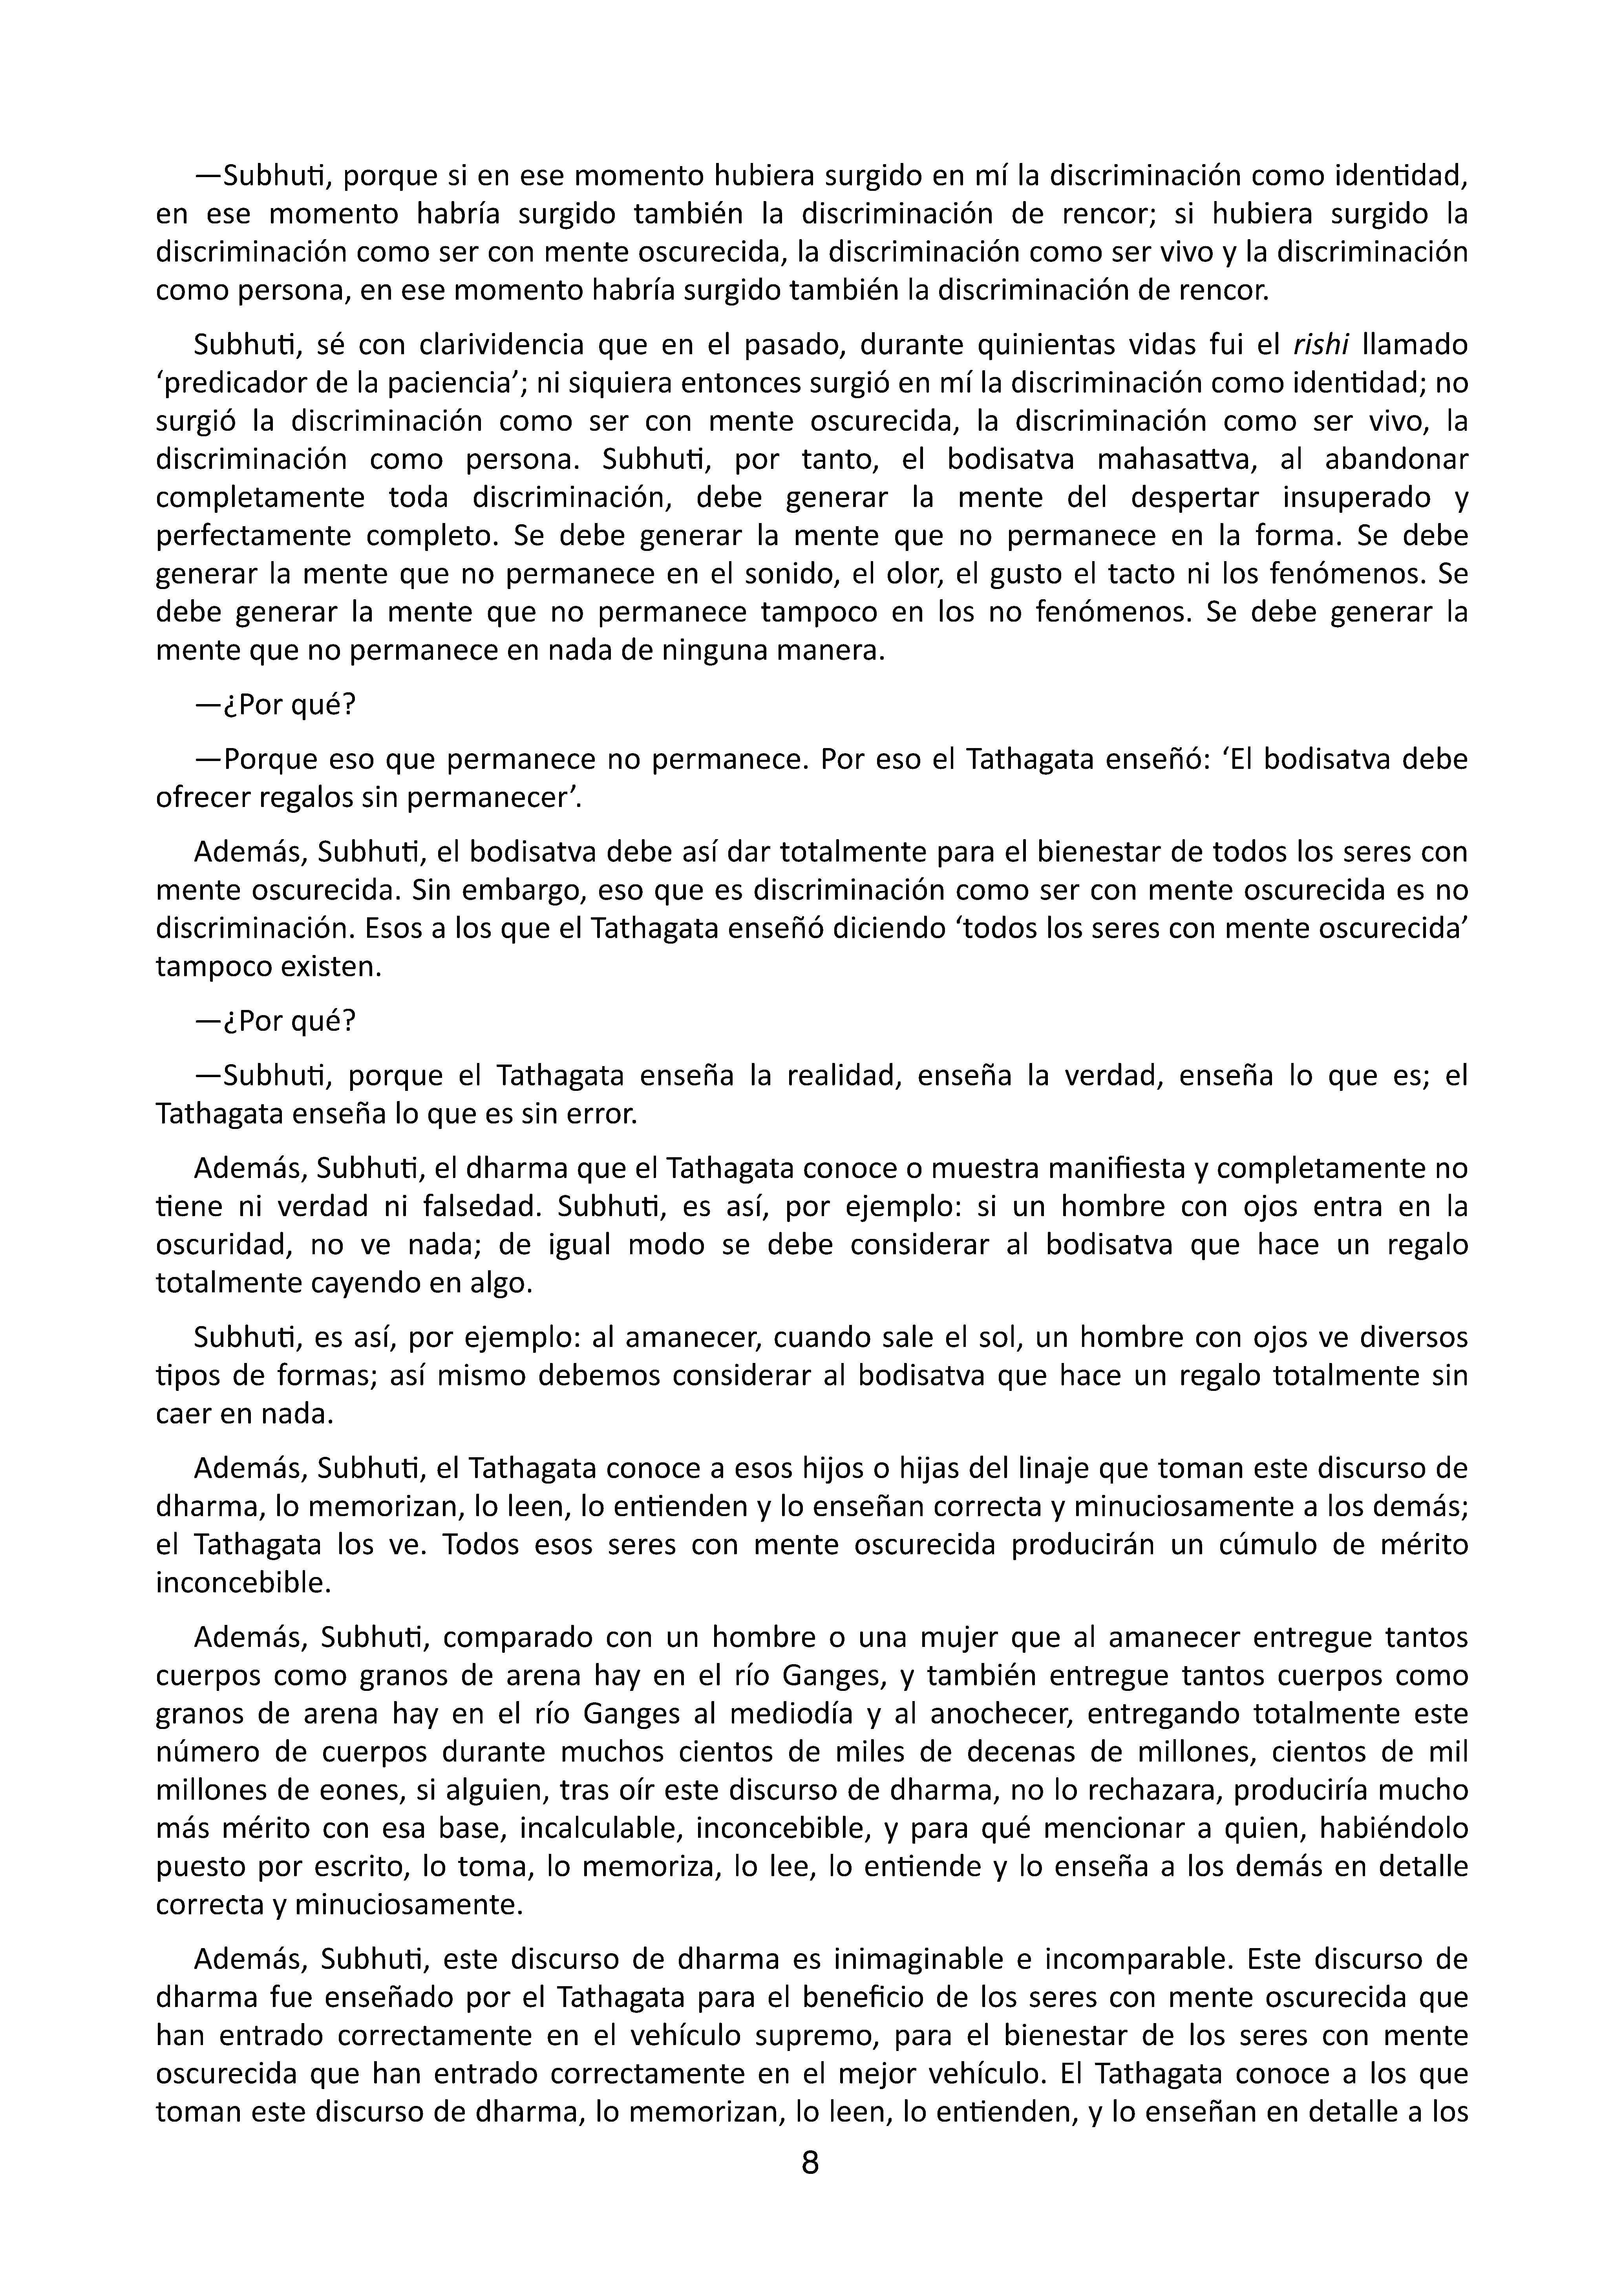 —Subhuti, porque si en ese momento hubiera surgido en mí la discriminación como identidad,
en ese momento habría surgido también la discriminación de rencor; si hubiera surgido la
discriminación como ser con mente oscurecida, la discriminación como ser vivo y la discriminación
como persona, en ese momento habría surgido también la discriminación de rencor.
Subhuti, sé con clarividencia que en el pasado, durante quinientas vidas fui el rishi llamado
‘predicador de la paciencia’; ni siquiera entonces surgió en mí la discriminación como identidad; no
surgió la discriminación como ser con mente oscurecida, la discriminación como ser vivo, la
discriminación como persona. Subhuti, por tanto, el bodisatva mahasattva, al abandonar
completamente toda discriminación, debe generar la mente del despertar insuperado y
perfectamente completo. Se debe generar la mente que no permanece en la forma. Se debe
generar la mente que no permanece en el sonido, el olor, el gusto el tacto ni los fenómenos. Se
debe generar la mente que no permanece tampoco en los no fenómenos. Se debe generar la
mente que no permanece en nada de ninguna manera.
—¿Por qué?
—Porque eso que permanece no permanece. Por eso el Tathagata enseñó: ‘El bodisatva debe
ofrecer regalos sin permanecer’.
Además, Subhuti, el bodisatva debe así dar totalmente para el bienestar de todos los seres con
mente oscurecida. Sin embargo, eso que es discriminación como ser con mente oscurecida es no
discriminación. Esos a los que el Tathagata enseñó diciendo ‘todos los seres con mente oscurecida’
tampoco existen.
—¿Por qué?
—Subhuti, porque el Tathagata enseña la realidad, enseña la verdad, enseña lo que es; el
Tathagata enseña lo que es sin error.
Además, Subhuti, el dharma que el Tathagata conoce o muestra manifiesta y completamente no
tiene ni verdad ni falsedad. Subhuti, es así, por ejemplo: si un hombre con ojos entra en la
oscuridad, no ve nada; de igual modo se debe considerar al bodisatva que hace un regalo
totalmente cayendo en algo.
Subhuti, es así, por ejemplo: al amanecer, cuando sale el sol, un hombre con ojos ve diversos
tipos de formas; así mismo debemos considerar al bodisatva que hace un regalo totalmente sin
caer en nada.
Además, Subhuti, el Tathagata conoce a esos hijos o hijas del linaje que toman este discurso de
dharma, lo memorizan, lo leen, lo entienden y lo enseñan correcta y minuciosamente a los demás;
el Tathagata los ve. Todos esos seres con mente oscurecida producirán un cúmulo de mérito
inconcebible.
Además, Subhuti, comparado con un hombre o una mujer que al amanecer entregue tantos
cuerpos como granos de arena hay en el río Ganges, y también entregue tantos cuerpos como
granos de arena hay en el río Ganges al mediodía y al anochecer, entregando totalmente este
número de cuerpos durante muchos cientos de miles de decenas de millones, cientos de mil
millones de eones, si alguien, tras oír este discurso de dharma, no lo rechazara, produciría mucho
más mérito con esa base, incalculable, inconcebible, y para qué mencionar a quien, habiéndolo
puesto por escrito, lo toma, lo memoriza, lo lee, lo entiende y lo enseña a los demás en detalle
correcta y minuciosamente.
Además, Subhuti, este discurso de dharma es inimaginable e incomparable. Este discurso de
dharma fue enseñado por el Tathagata para el beneficio de los seres con mente oscurecida que
han entrado correctamente en el vehículo supremo, para el bienestar de los seres con mente
oscurecida que han entrado correctamente en el mejor vehículo. El Tathagata conoce a los que
toman este discurso de dharma, lo memorizan, lo leen, lo entienden, y lo enseñan en detalle a los
8